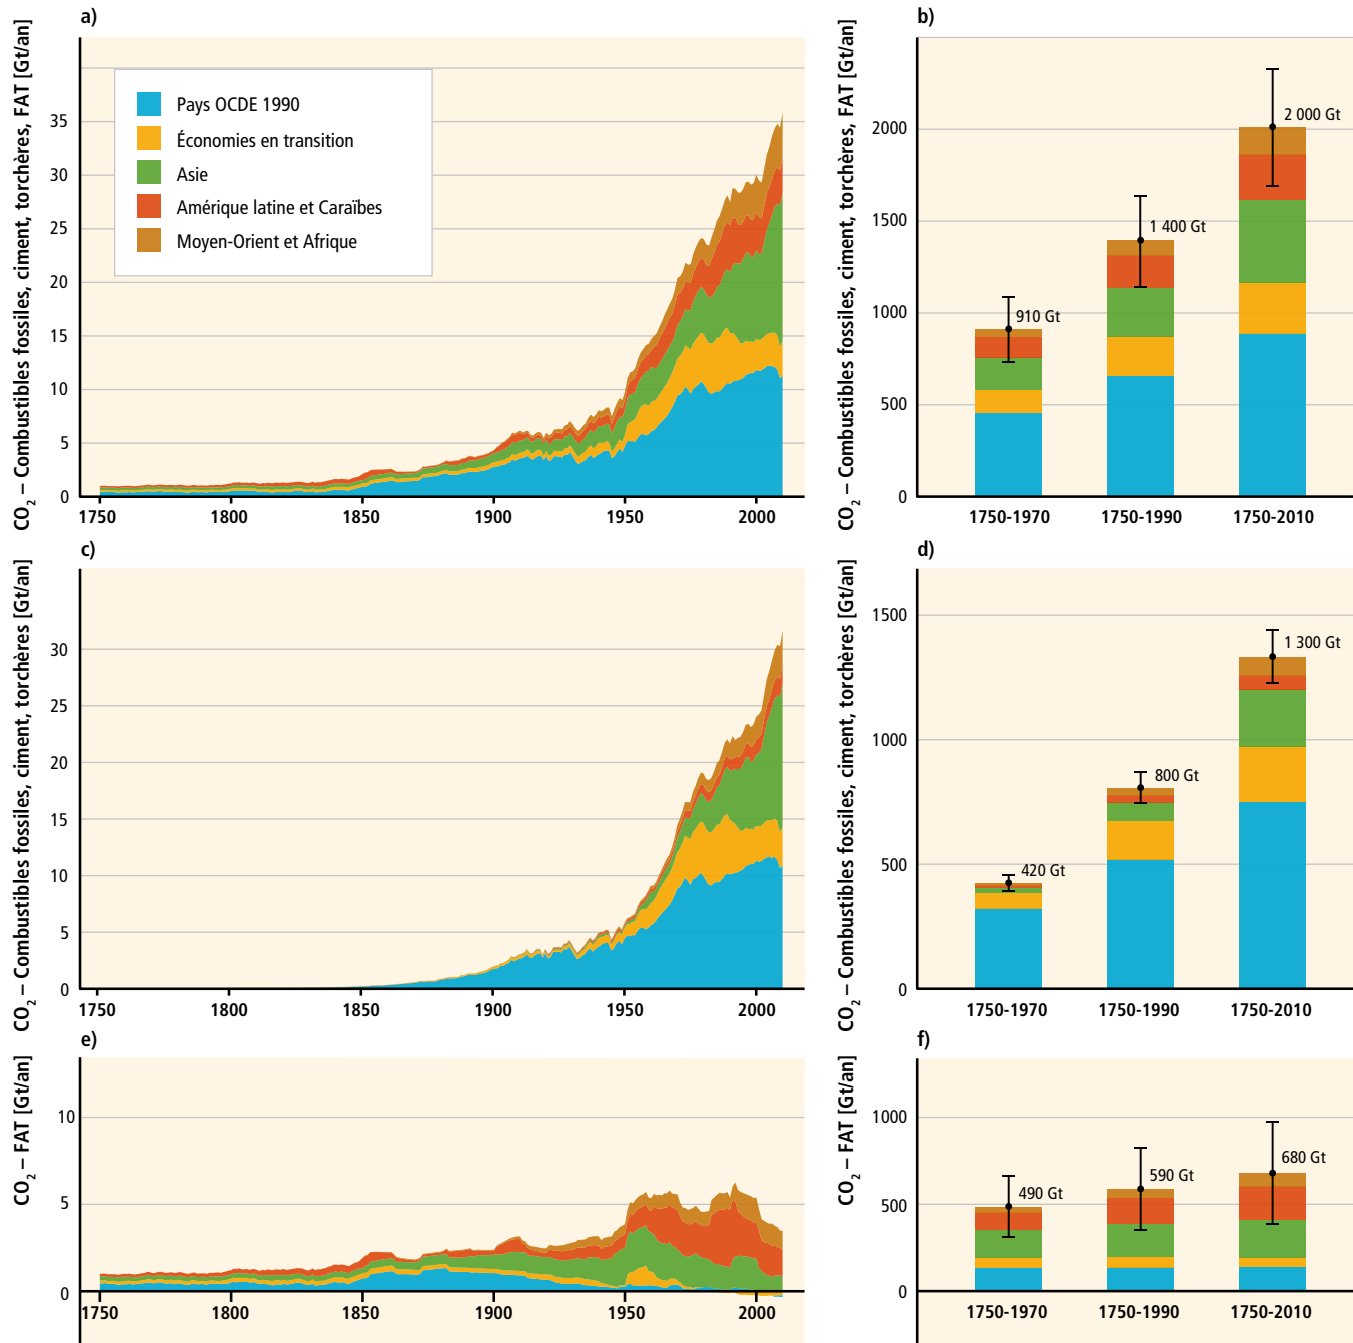 a)
CO₂ – Combustibles fossiles, ciment, torchères, FAT [Gt/an]
35
30
25
20
15
10
5
0
Pays OCDE 1990
Économies en transition
Asie
Amérique latine et Caraïbes
Moyen-Orient et Afrique
1750 1800 1850 1900 1950 2000
b)
CO₂ – Combustibles fossiles, ciment, torchères, FAT [Gt/an]
2000
1500
1000
500
0
910 Gt
1 400 Gt
2 000 Gt
1750-1970 1750-1990 1750-2010
c)
CO₂ – Combustibles fossiles, ciment, torchères [Gt/an]
30
25
20
15
10
5
0
1750 1800 1850 1900 1950 2000
d)
CO₂ – Combustibles fossiles, ciment, torchères [Gt/an]
1500
1000
500
0
420 Gt
800 Gt
1 300 Gt
1750-1970 1750-1990 1750-2010
e)
CO₂ – FAT [Gt/an]
10
5
0
1750 1800 1850 1900 1950 2000
f)
CO₂ – FAT [Gt/an]
1000
500
0
490 Gt
590 Gt
680 Gt
1750-1970 1750-1990 1750-2010